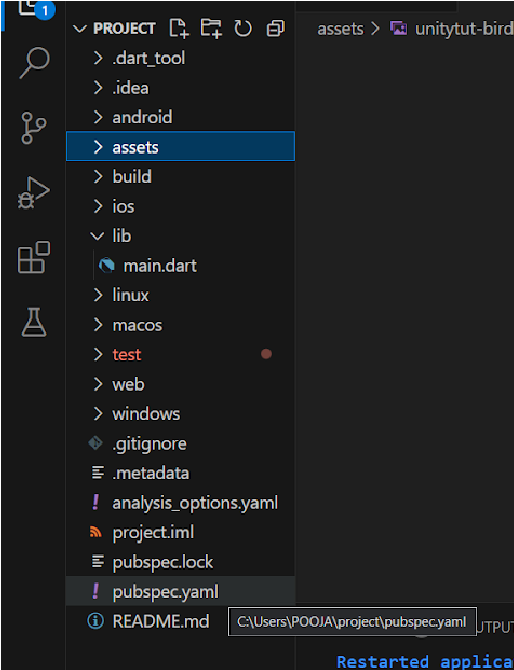 1
PROJECT
assets > unitytut-bird
.dart_tool
.idea
android
assets
build
ios
lib
main.dart
linux
macos
test
web
windows
.gitignore
.metadata
! analysis_options.yaml
project.iml
pubspec.lock
! pubspec.yaml
README.md
C:\Users\POOJA\project\pubspec.yaml
UTPUT
Restarted applica